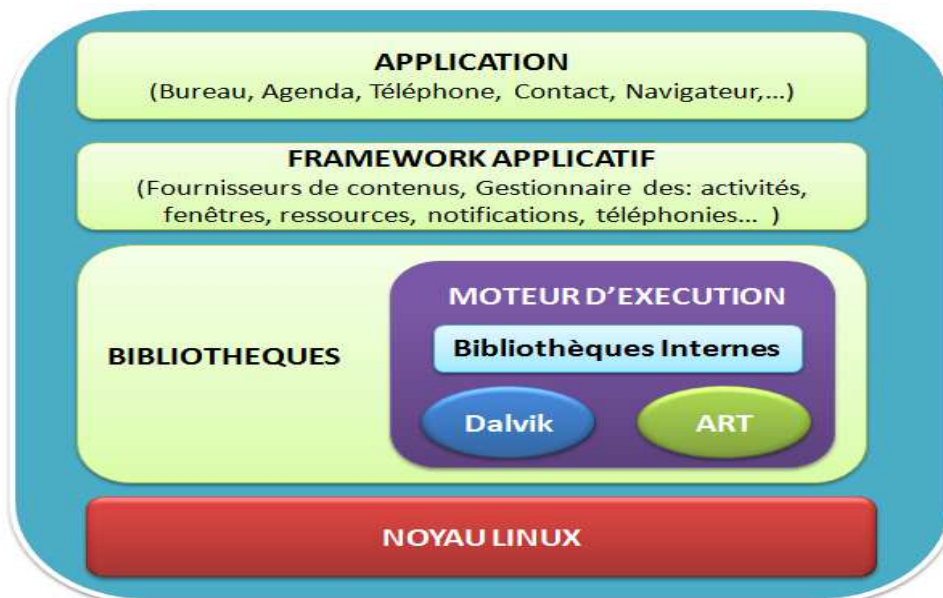 APPLICATION
(Bureau, Agenda, Téléphone, Contact, Navigateur,...)
FRAMEWORK APPLICATIF
(Fournisseurs de contenus, Gestionnaire des: activités,
fenêtres, ressources, notifications, téléphonies... )
BIBLIOTHEQUES
MOTEUR D'EXECUTION
Bibliothèques Internes
Dalvik
ART
NOYAU LINUX